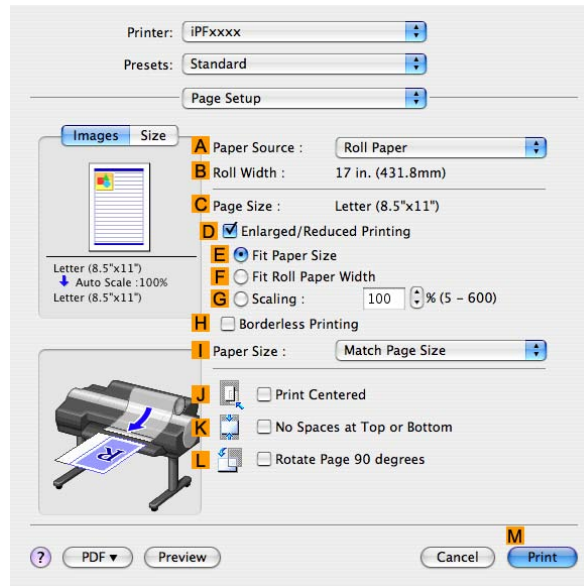 Printer: iPFxxxx
Presets: Standard
Page Setup
Images Size
A Paper Source : Roll Paper
B Roll Width : 17 in. (431.8mm)
C Page Size : Letter (8.5"x11")
D Enlarged/Reduced Printing
E Fit Paper Size
F Fit Roll Paper Width
G Scaling : 100 % (5 - 600)
Letter (8.5"x11")
Auto Scale :100%
Letter (8.5"x11")
H Borderless Printing
I Paper Size : Match Page Size
J Print Centered
K No Spaces at Top or Bottom
L Rotate Page 90 degrees
R
M
? PDF Preview Cancel Print